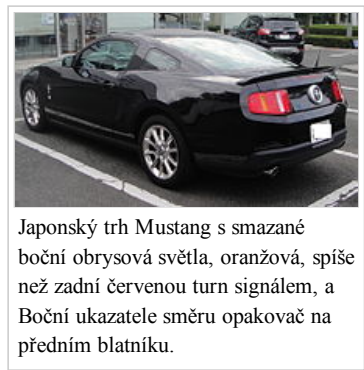 Japonský trh Mustang s smazané
boční obrysová světla, oranžová, spíše
než zadní červenou turn signálem, a
Boční ukazatele směru opakovač na
předním blatníku.